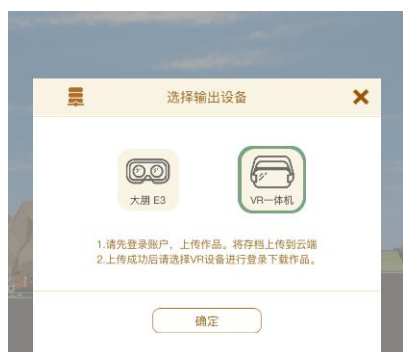 选择输出设备
大朋 E3
VR一体机
1.请先登录账户，上传作品。将存档上传到云端
2.上传成功后请选择VR设备进行登录下载作品。
确定